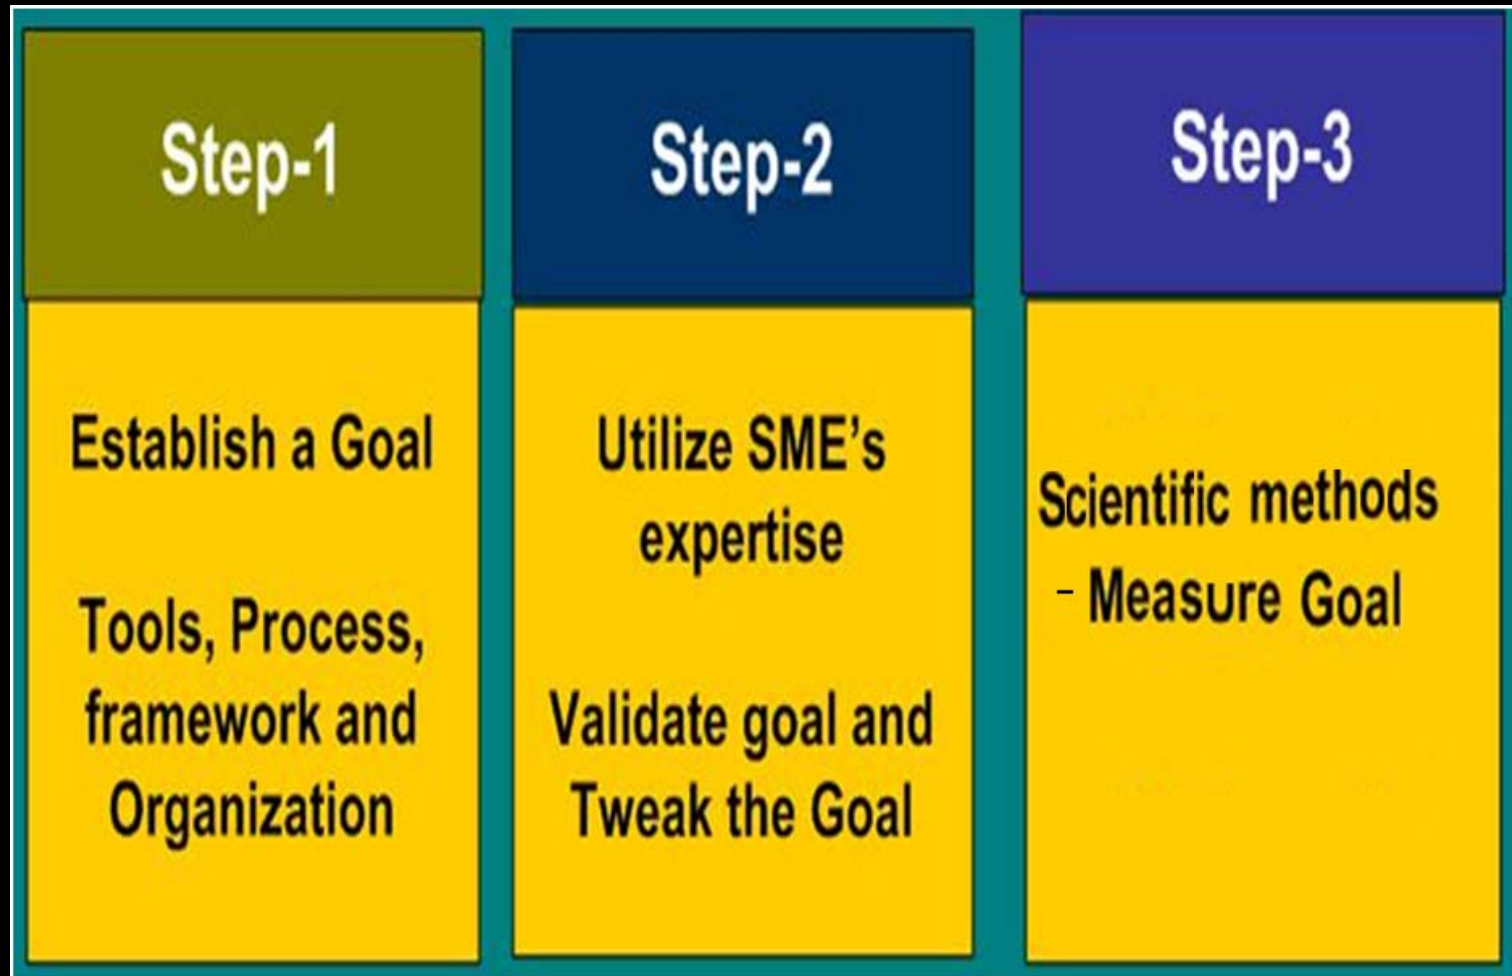 Step-1
Establish a Goal
Tools, Process,
framework and
Organization
Step-2
Utilize SME's
expertise
Validate goal and
Tweak the Goal
Step-3
Scientific methods
- Measure Goal